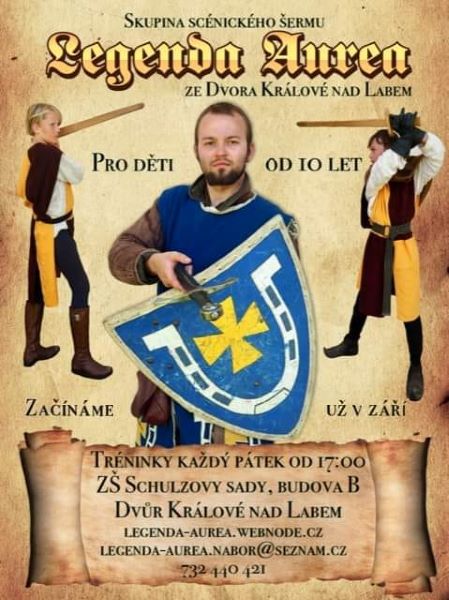 Skupina scénického šermu
Legenda Aurea
ze Dvora Králové nad Labem
Pro děti od 10 let
Začínáme už v září
Tréninky každý pátek od 17:00
ZŠ Schulzovy sady, budova B
Dvůr Králové nad Labem
legenda-aurea.webnode.cz
legenda-aurea.nabor@seznam.cz
732 440 421